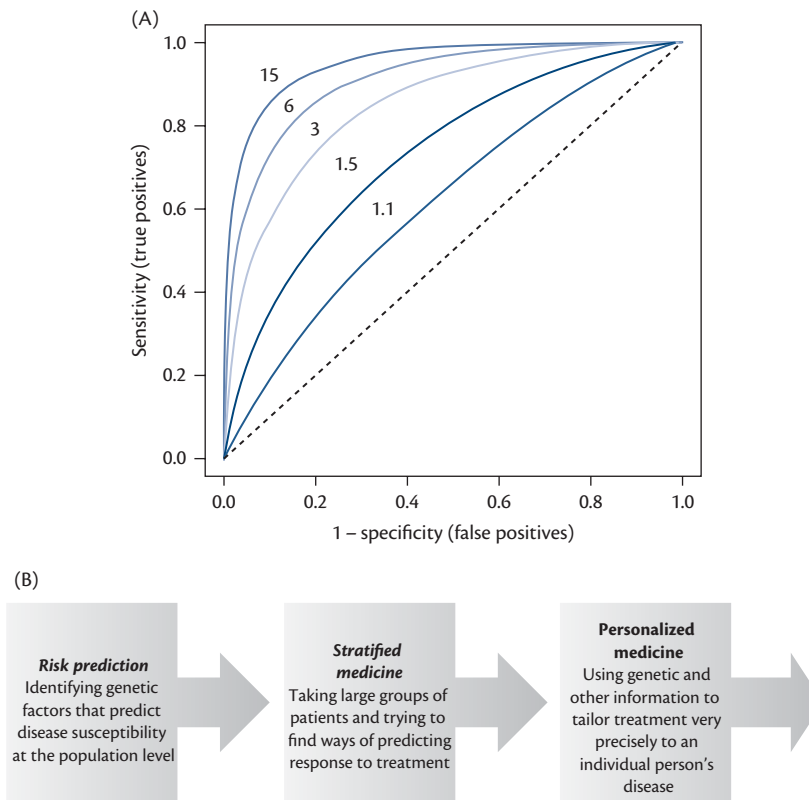 (A)
1.0
0.8
0.6
0.4
0.2
0.0
Sensitivity (true positives)
15
6
3
1.5
1.1
0.0
0.2
0.4
0.6
0.8
1.0
1 – specificity (false positives)
(B)
Risk prediction
Identifying genetic
factors that predict
disease susceptibility
at the population level
Stratified
medicine
Taking large groups of
patients and trying to
find ways of predicting
response to treatment
Personalized
medicine
Using genetic and
other information to
tailor treatment very
precisely to an
individual person’s
disease